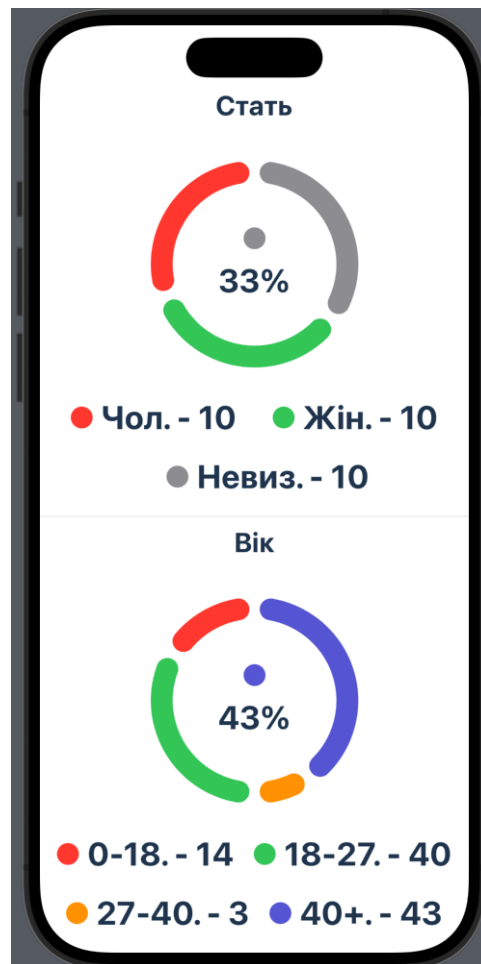 Стать
33%
Чол. - 10 Жін. - 10
Невиз. - 10
Вік
43%
0-18. - 14 18-27. - 40
27-40. - 3 40+. - 43